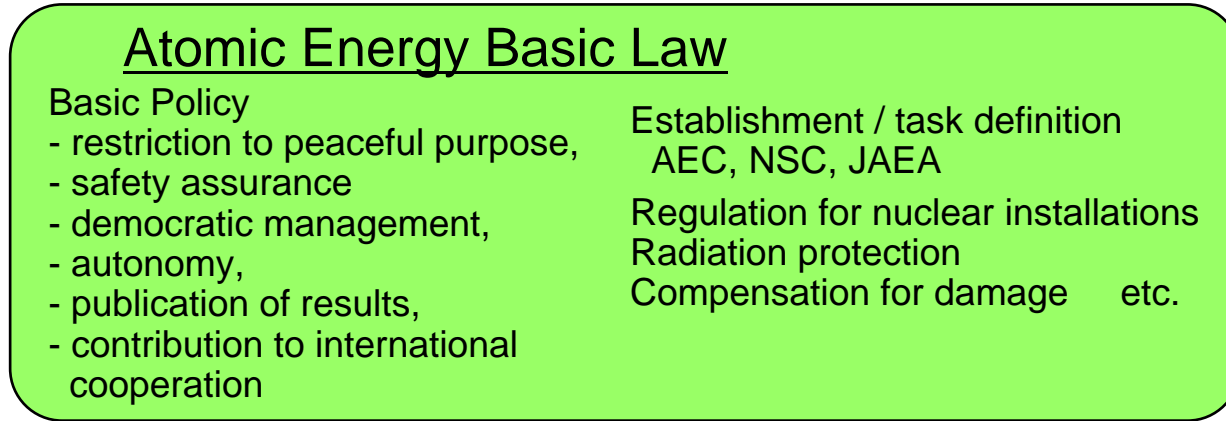 Atomic Energy Basic Law
Basic Policy
- restriction to peaceful purpose,
- safety assurance
- democratic management,
- autonomy,
- publication of results,
- contribution to international
cooperation
Establishment / task definition
AEC, NSC, JAEA
Regulation for nuclear installations
Radiation protection
Compensation for damage etc.